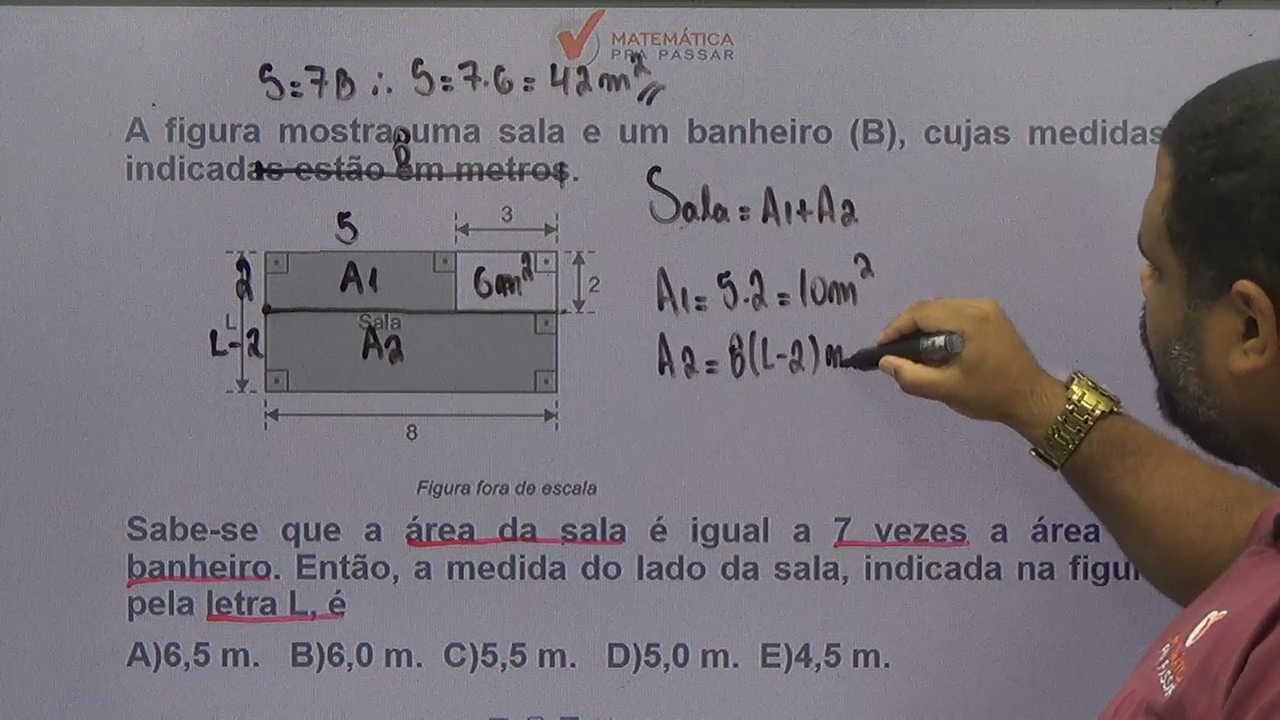 MATEMÁTICA
PRA PASSAR
S=7B ∴ S=7.6=42m²
A figura mostra uma sala e um banheiro (B), cujas medidas
indicadas estão em metros.
8
Sala = A1+A2
5
3
2
A1
6m²
2
A1= 5.2=10m²
L
Sala
L-2
A2
A2= 8(L-2)m
8
Figura fora de escala
Sabe-se que a área da sala é igual a 7 vezes a área
banheiro. Então, a medida do lado da sala, indicada na figu
pela letra L, é
A)6,5 m. B)6,0 m. C)5,5 m. D)5,0 m. E)4,5 m.